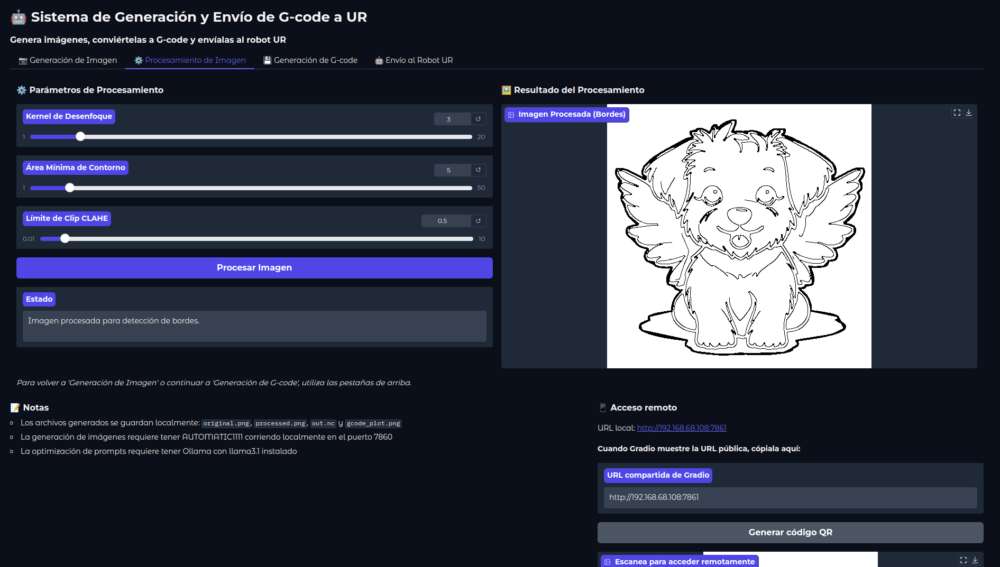 Sistema de Generación y Envío de G-code a UR
Genera imágenes, conviértelas a G-code y envíalas al robot UR
Generación de Imagen
Procesamiento de Imagen
Generación de G-code
Envío al Robot UR
Parámetros de Procesamiento
Kernel de Desenfoque
3
1
20
Área Mínima de Contorno
5
1
50
Límite de Clip CLAHE
0.5
0.01
10
Procesar Imagen
Estado
Imagen procesada para detección de bordes.
Resultado del Procesamiento
Imagen Procesada (Bordes)
Para volver a 'Generación de Imagen' o continuar a 'Generación de G-code', utiliza las pestañas de arriba.
Notas
Los archivos generados se guardan localmente: original.png, processed.png, out.nc y gcode_plot.png
La generación de imágenes requiere tener AUTOMATIC1111 corriendo localmente en el puerto 7860
La optimización de prompts requiere tener Ollama con llama3.1 instalado
Acceso remoto
URL local: http://192.168.68.108:7861
Cuando Gradio muestre la URL pública, cópiala aquí:
URL compartida de Gradio
http://192.168.68.108:7861
Generar código QR
Escanea para acceder remotamente